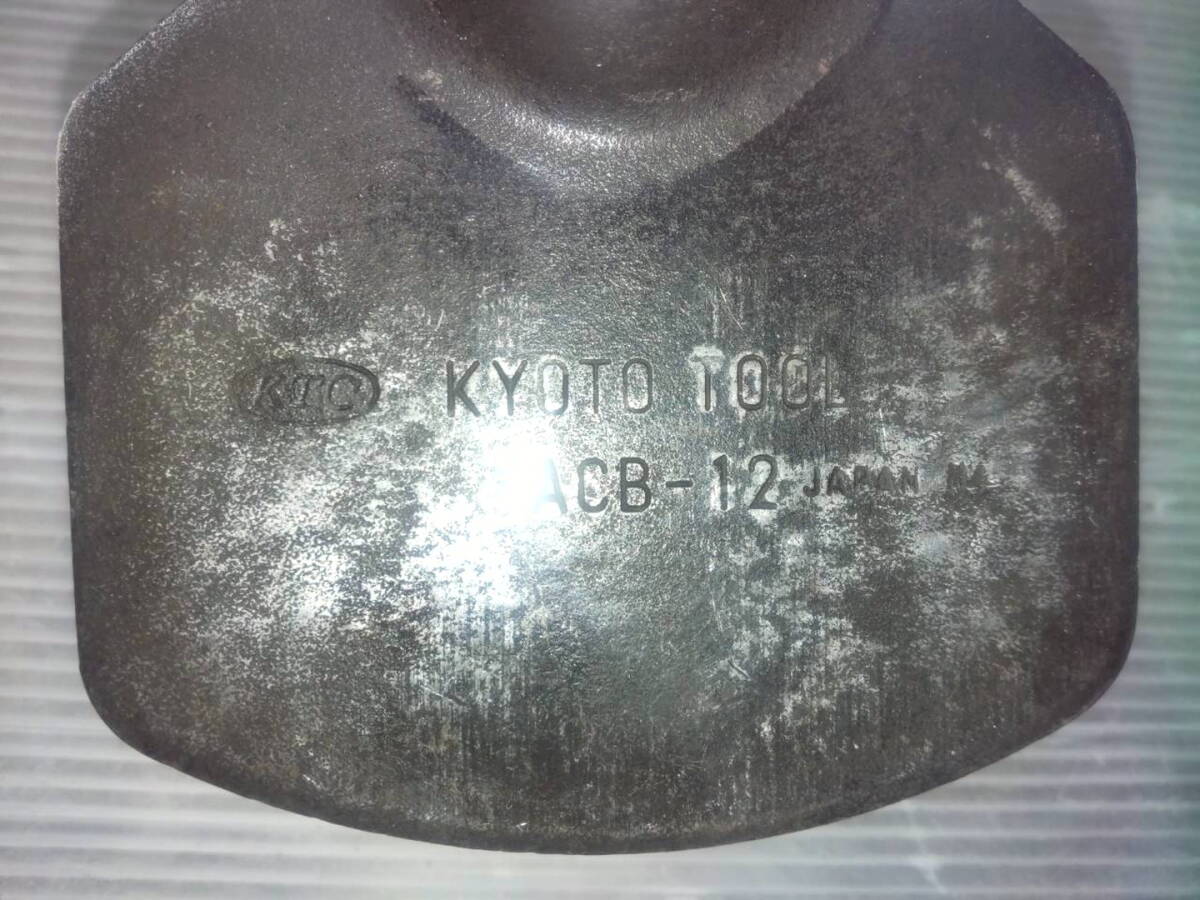 KTC KYOTO TOOL
ACB-12 JAPAN